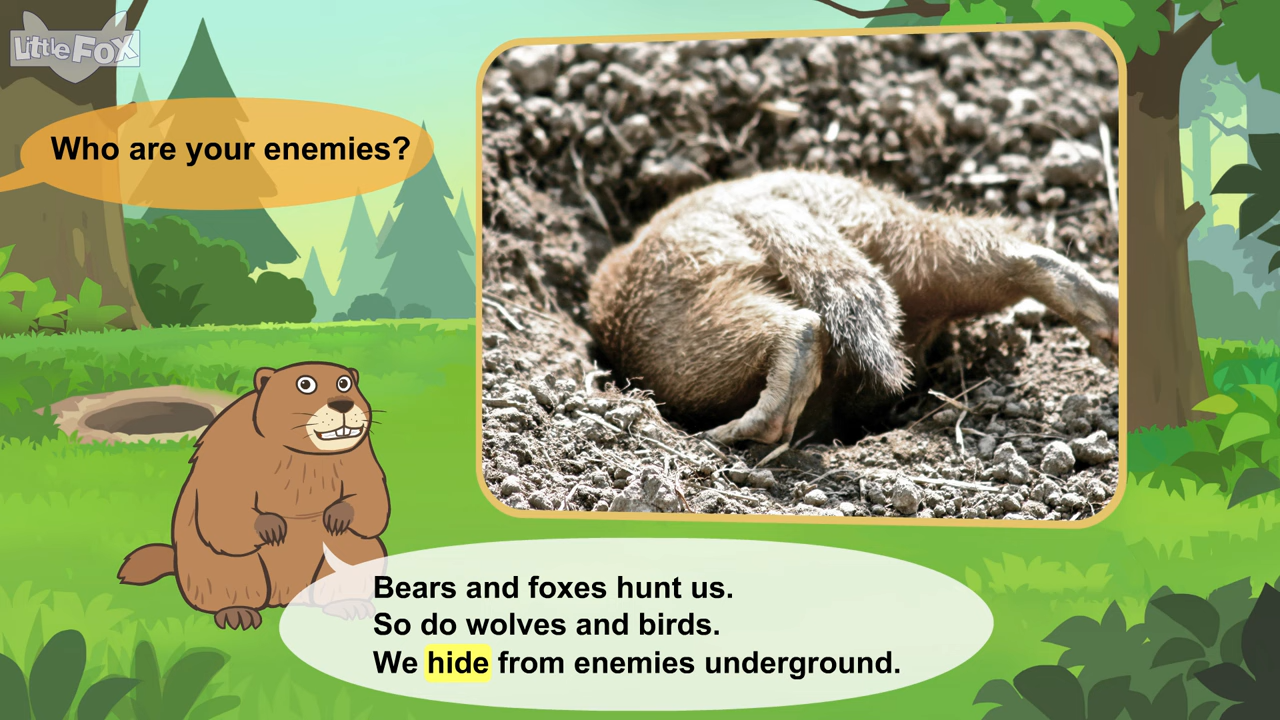 Little Fox
Who are your enemies?
Bears and foxes hunt us.
So do wolves and birds.
We hide from enemies underground.